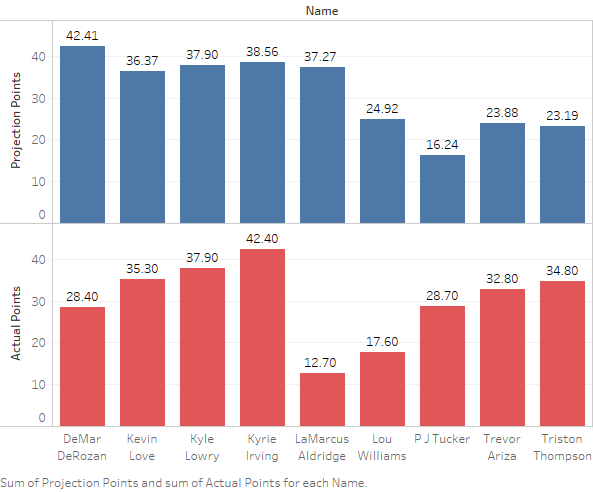 Name
Projection Points
40
30
20
10
0
42.41
36.37
37.90
38.56
37.27
24.92
16.24
23.88
23.19
Actual Points
40
30
20
10
0
28.40
35.30
37.90
42.40
12.70
17.60
28.70
32.80
34.80
DeMar
DeRozan
Kevin
Love
Kyle
Lowry
Kyrie
Irving
LaMarcus
Aldridge
Lou
Williams
P J Tucker
Trevor
Ariza
Triston
Thompson
Sum of Projection Points and sum of Actual Points for each Name.